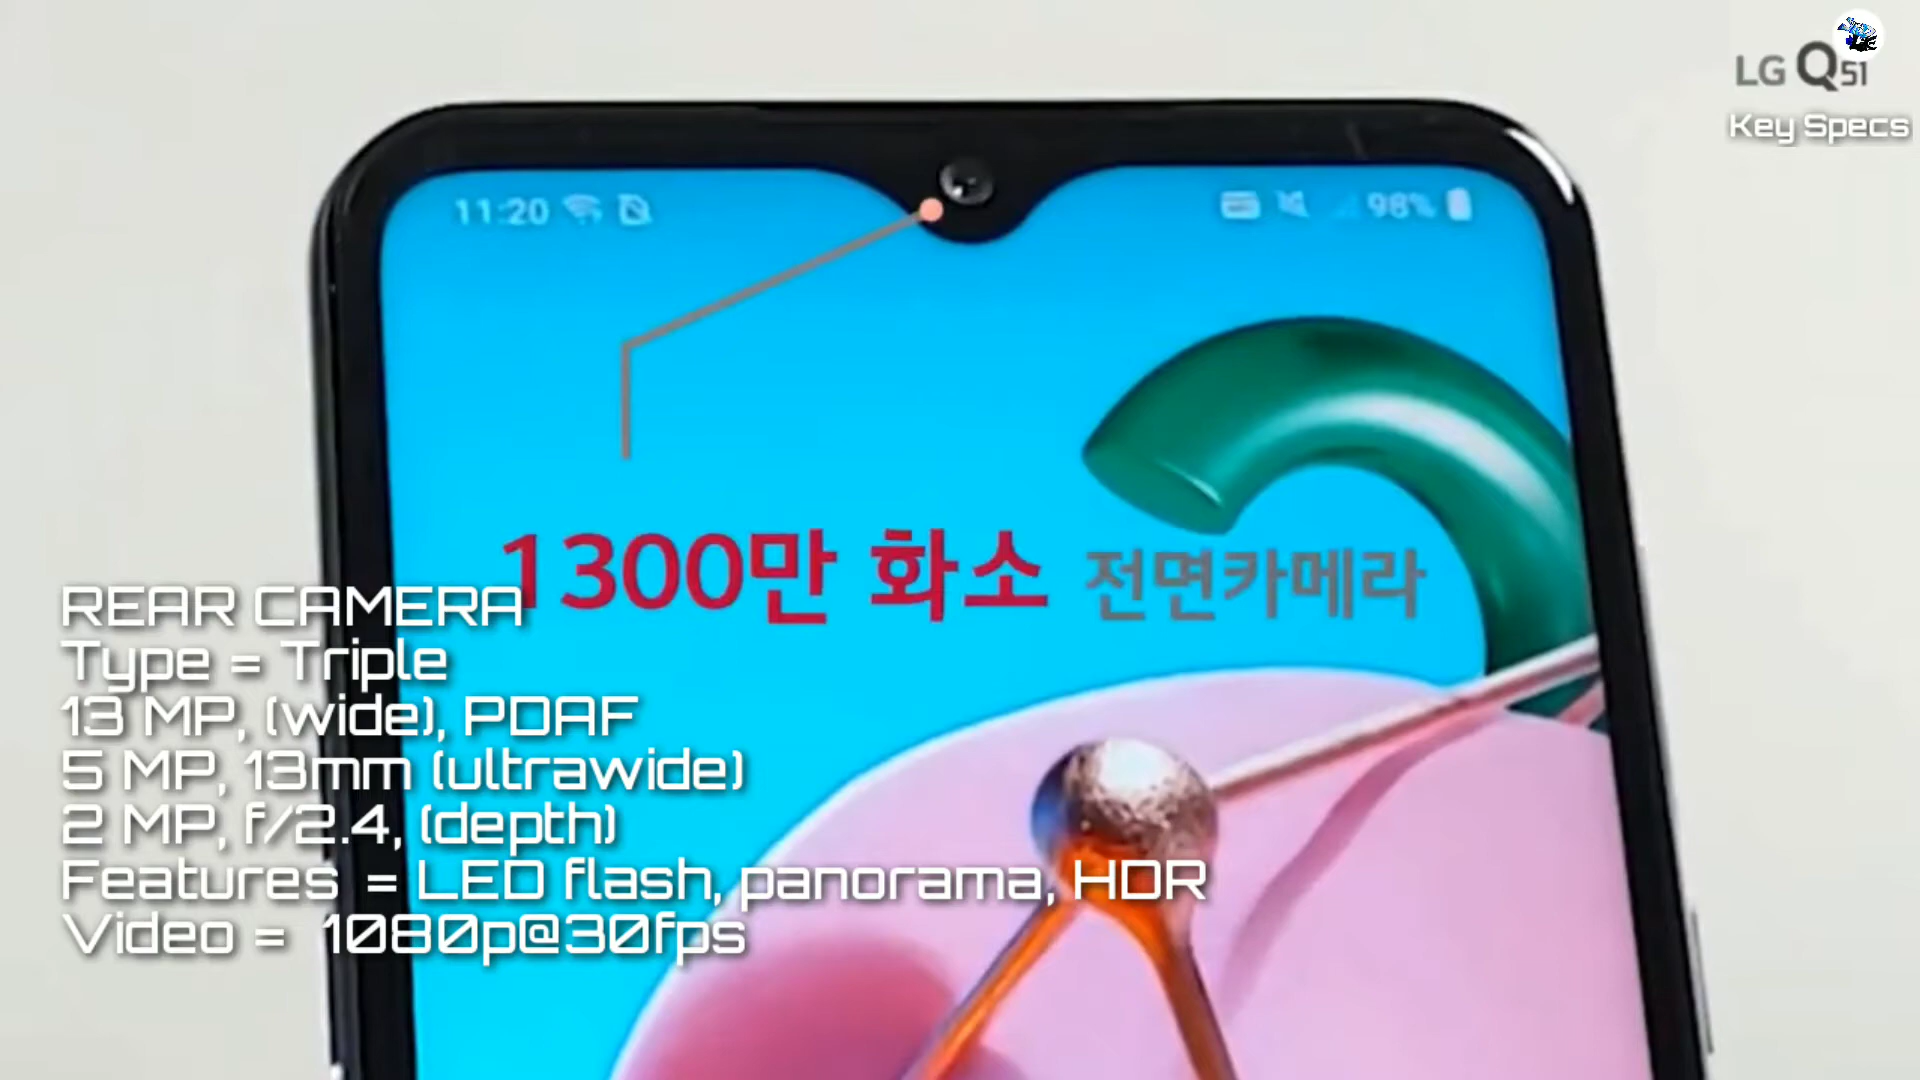 LG Q51
Key Specs
11:20
98%
1300만 화소 전면카메라
REAR CAMERA
Type = Triple
13 MP, (wide), PDAF
5 MP, 13mm (ultrawide)
2 MP, f/2.4, (depth)
Features = LED flash, panorama, HDR
Video = 1080p@30fps